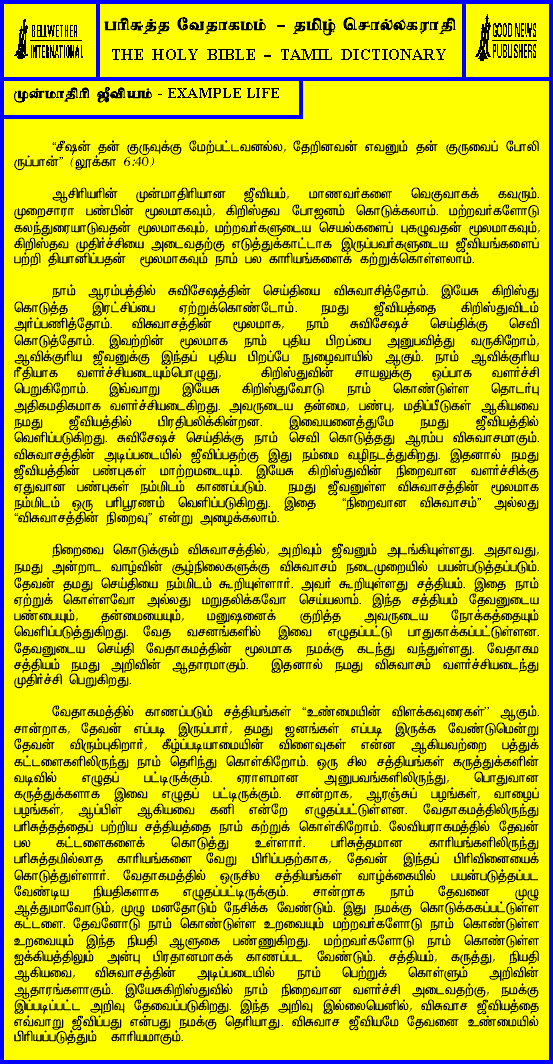 BELLWETHER
INTERNATIONAL
பரிசுத்த வேதாகமம் – தமிழ் சொல்லகராதி
THE HOLY BIBLE – TAMIL DICTIONARY
GOOD NEWS
PUBLISHERS
முன்மாதிரி ஜீவியம் - EXAMPLE LIFE
“சீஷன் தன் குருவுக்கு மேற்பட்டவனல்ல, தேறினவன் எவனும் தன் குருவைப் போலி
ருப்பான்” (லூக்கா 6:40)
ஆசிரியரின் முன்மாதிரியான ஜீவியம், மாணவர்களை வெகுவாகக் கவரும்.
முறைசாரா பண்பின் மூலமாகவும், கிறிஸ்தவ போஜனம் கொடுக்கலாம். மற்றவர்களோடு
கலந்துரையாடுவதன் மூலமாகவும், மற்றவர்களுடைய செயல்களைப் புகழுவதன் மூலமாகவும்,
கிறிஸ்தவ முதிர்ச்சியை அடைவதற்கு எடுத்துக்காட்டாக இருப்பவர்களுடைய ஜீவியங்களைப்
பற்றி தியானிப்பதன் மூலமாகவும் நாம் பல காரியங்களைக் கற்றுக்கொள்ளலாம்.
நாம் ஆரம்பத்தில் சுவிசேஷத்தின் செய்தியை விசுவாசித்தோம். இயேசு கிறிஸ்து
கொடுத்த இரட்சிப்பை ஏற்றுக்கொண்டோம். நமது ஜீவியத்தை கிறிஸ்துவிடம்
அர்ப்பணித்தோம். விசுவாசத்தின் மூலமாக, நாம் சுவிசேஷச் செய்திக்கு செவி
கொடுத்தோம். இவற்றின் மூலமாக நாம் புதிய பிறப்பை அனுபவித்து வருகிறோம்,
ஆவிக்குரிய ஜீவனுக்கு இந்தப் புதிய பிறப்பே நுழைவாயில் ஆகும். நாம் ஆவிக்குரிய
ரீதியாக வளர்ச்சியடையும்பொழுது, கிறிஸ்துவின் சாயலுக்கு ஒப்பாக வளர்ச்சி
பெறுகிறோம். இவ்வாறு இயேசு கிறிஸ்துவோடு நாம் கொண்டுள்ள தொடர்பு
அதிகமதிகமாக வளர்ச்சியடைகிறது. அவருடைய தன்மை, பண்பு, மதிப்பீடுகள் ஆகியவை
நமது ஜீவியத்தில் பிரதிபலிக்கின்றன. இவையனைத்துமே நமது ஜீவியத்தில்
வெளிப்படுகிறது. சுவிசேஷச் செய்திக்கு நாம் செவி கொடுத்தது ஆரம்ப விசுவாசமாகும்.
விசுவாசத்தின் அடிப்படையில் ஜீவிப்பதற்கு இது நம்மை வழிநடத்துகிறது. இதனால் நமது
ஜீவியத்தின் பண்புகள் மாற்றமடையும். இயேசு கிறிஸ்துவின் நிறைவான வளர்ச்சிக்கு
ஏதுவான பண்புகள் நம்மிடம் காணப்படும். நமது ஜீவனுள்ள விசுவாசத்தின் மூலமாக
நம்மிடம் ஒரு பரிபூரணம் வெளிப்படுகிறது. இதை “நிறைவான விசுவாசம்” அல்லது
“விசுவாசத்தின் நிறைவு” என்று அழைக்கலாம்.
நிறைவை கொடுக்கும் விசுவாசத்தில், அறிவும் ஜீவனும் அடங்கியுள்ளது. அதாவது,
நமது அன்றாட வாழ்வின் சூழ்நிலைகளுக்கு விசுவாசம் நடைமுறையில் பயன்படுத்தப்படும்.
தேவன் தமது செய்தியை நம்மிடம் கூறியுள்ளார். அவர் கூறியுள்ளது சத்தியம். இதை நாம்
ஏற்றுக் கொள்ளவோ அல்லது மறுதலிக்கவோ செய்யலாம். இந்த சத்தியம் தேவனுடைய
பண்பையும், தன்மையையும், மனுஷனைக் குறித்த அவருடைய நோக்கத்தையும்
வெளிப்படுத்துகிறது. வேத வசனங்களில் இவை எழுதப்பட்டு பாதுகாக்கப்பட்டுள்ளன.
தேவனுடைய செய்தி வேதாகமத்தின் மூலமாக நமக்கு கடந்து வந்துள்ளது. வேதாகம
சத்தியம் நமது அறிவின் ஆதாரமாகும். இதனால் நமது விசுவாசம் வளர்ச்சியடைந்து
முதிர்ச்சி பெறுகிறது.
வேதாகமத்தில் காணப்படும் சத்தியங்கள் “உண்மையின் விளக்கவுரைகள்” ஆகும்.
சான்றாக, தேவன் எப்படி இருப்பார், தமது ஜனங்கள் எப்படி இருக்க வேண்டுமென்று
தேவன் விரும்புகிறார், கீழ்ப்படியாமையின் விளைவுகள் என்ன ஆகியவற்றை பத்துக்
கட்டளைகளிலிருந்து நாம் தெரிந்து கொள்கிறோம். ஒரு சில சத்தியங்கள் கருத்துக்களின்
வடிவில் எழுதப் பட்டிருக்கும். ஏராளமான அனுபவங்களிலிருந்து, பொதுவான
கருத்துக்களாக இவை எழுதப் பட்டிருக்கும். சான்றாக, ஆரஞ்சுப் பழங்கள், வாழைப்
பழங்கள், ஆப்பிள் ஆகியவை கனி என்றே எழுதப்பட்டுள்ளன. வேதாகமத்திலிருந்து
பரிசுத்தத்தைப் பற்றிய சத்தியத்தை நாம் கற்றுக் கொள்கிறோம். லேவியராகமத்தில் தேவன்
பல கட்டளைகளைக் கொடுத்து உள்ளார். பரிசுத்தமான காரியங்களிலிருந்து
பரிசுத்தமில்லாத காரியங்களை வேறு பிரிப்பதற்காக, தேவன் இந்தப் பிரிவினையைக்
கொடுத்துள்ளார். வேதாகமத்தில் ஒருசில சத்தியங்கள் வாழ்க்கையில் பயன்படுத்தப்பட
வேண்டிய நியதிகளாக எழுதப்பட்டிருக்கும். சான்றாக நாம் தேவனை முழு
ஆத்துமாவோடும், முழு மனதோடும் நேசிக்க வேண்டும். இது நமக்கு கொடுக்ககப்பட்டுள்ள
கட்டளை. தேவனோடு நாம் கொண்டுள்ள உறவையும் மற்றவர்களோடு நாம் கொண்டுள்ள
உறவையும் இந்த நியதி ஆளுகை பண்ணுகிறது. மற்றவர்களோடு நாம் கொண்டுள்ள
ஐக்கியத்திலும் அன்பு பிரதானமாகக் காணப்பட வேண்டும். சத்தியம், கருத்து, நியதி
ஆகியவை, விசுவாசத்தின் அடிப்படையில் நாம் பெற்றுக் கொள்ளும் அறிவின்
ஆதாரங்களாகும். இயேசுகிறிஸ்துவில் நாம் நிறைவான வளர்ச்சி அடைவதற்கு, நமக்கு
இப்படிப்பட்ட அறிவு தேவைப்படுகிறது. இந்த அறிவு இல்லையெனில், விசுவாச ஜீவியத்தை
எவ்வாறு ஜீவிப்பது என்பது நமக்கு தெரியாது. விசுவாச ஜீவியமே தேவனை உண்மையில்
பிரியப்படுத்தும் காரியமாகும்.